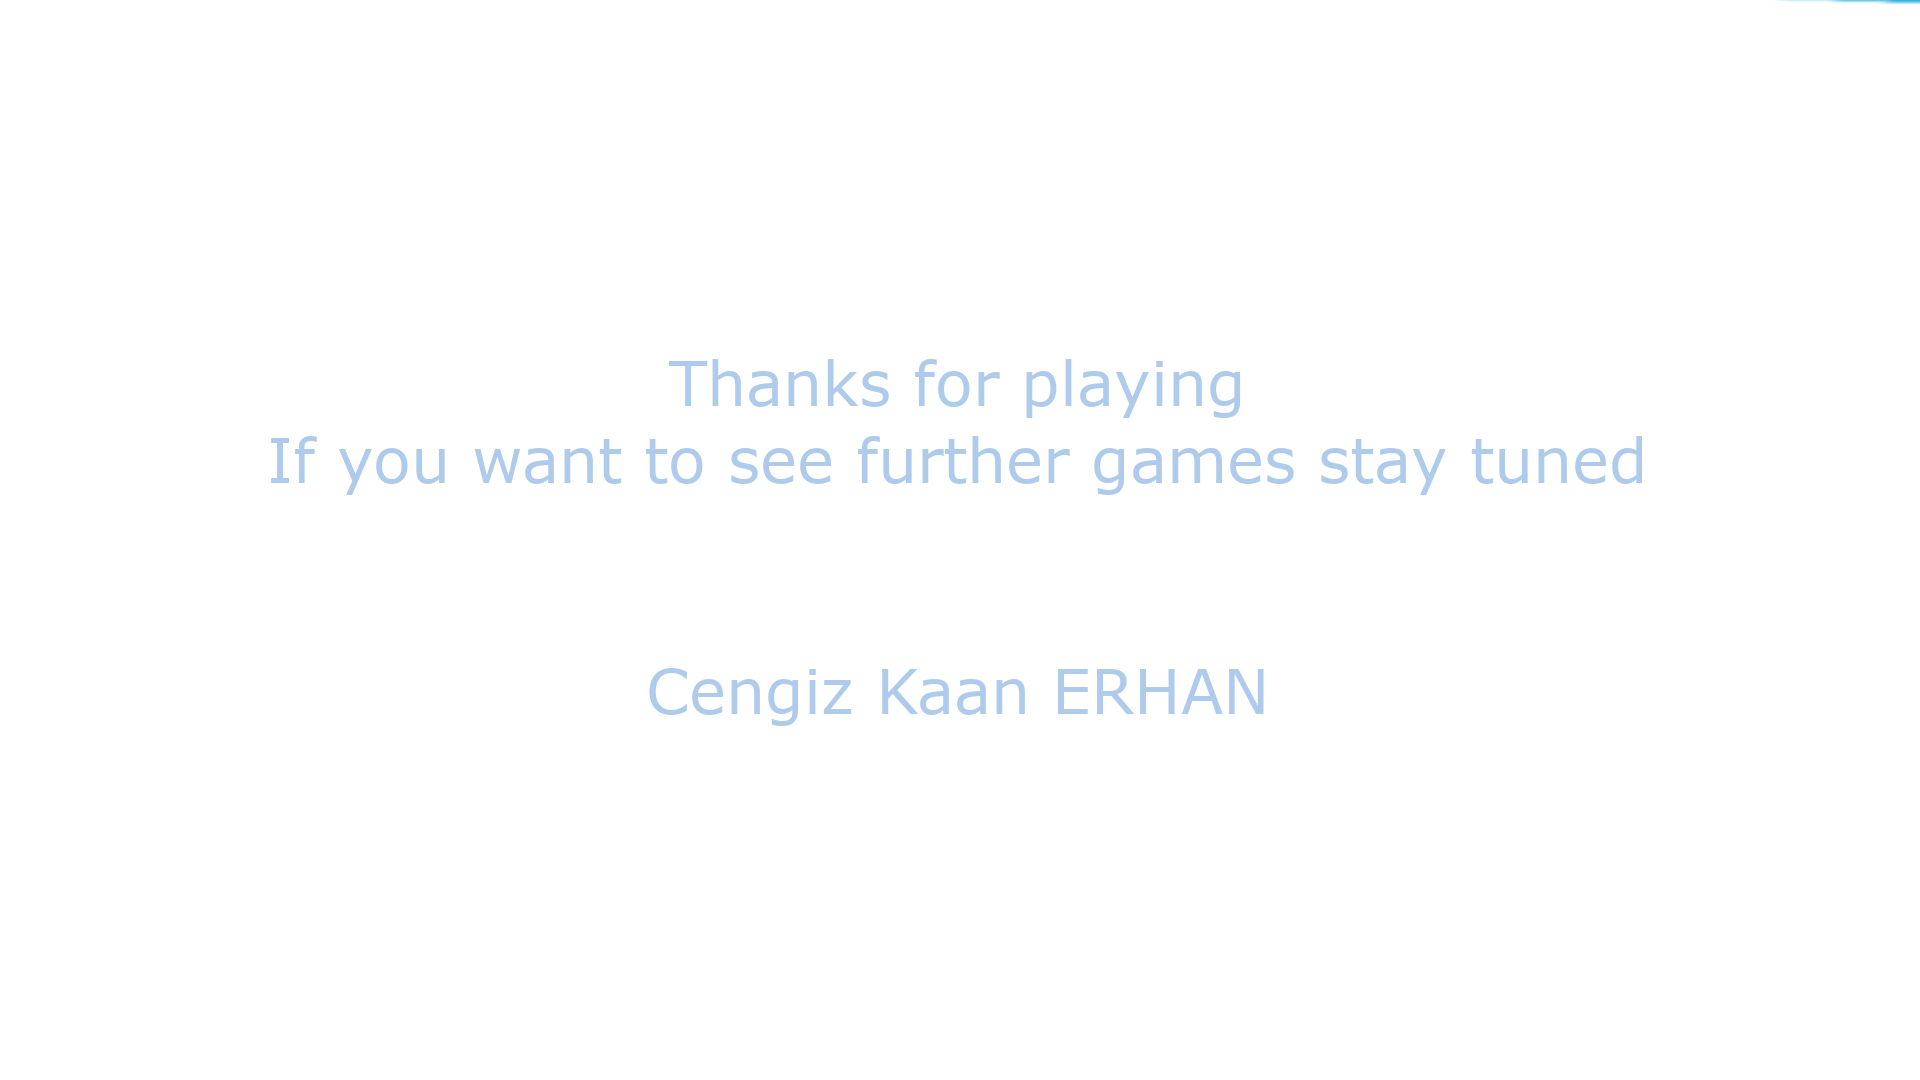 Thanks for playing
If you want to see further games stay tuned
Cengiz Kaan ERHAN